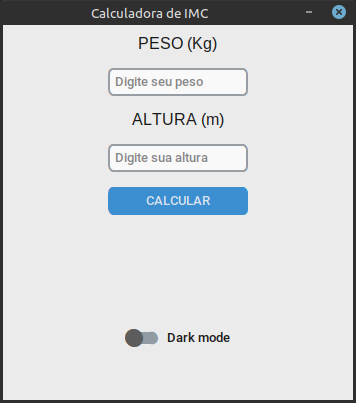 Calculadora de IMC
PESO (Kg)
Digite seu peso
ALTURA (m)
Digite sua altura
CALCULAR
Dark mode